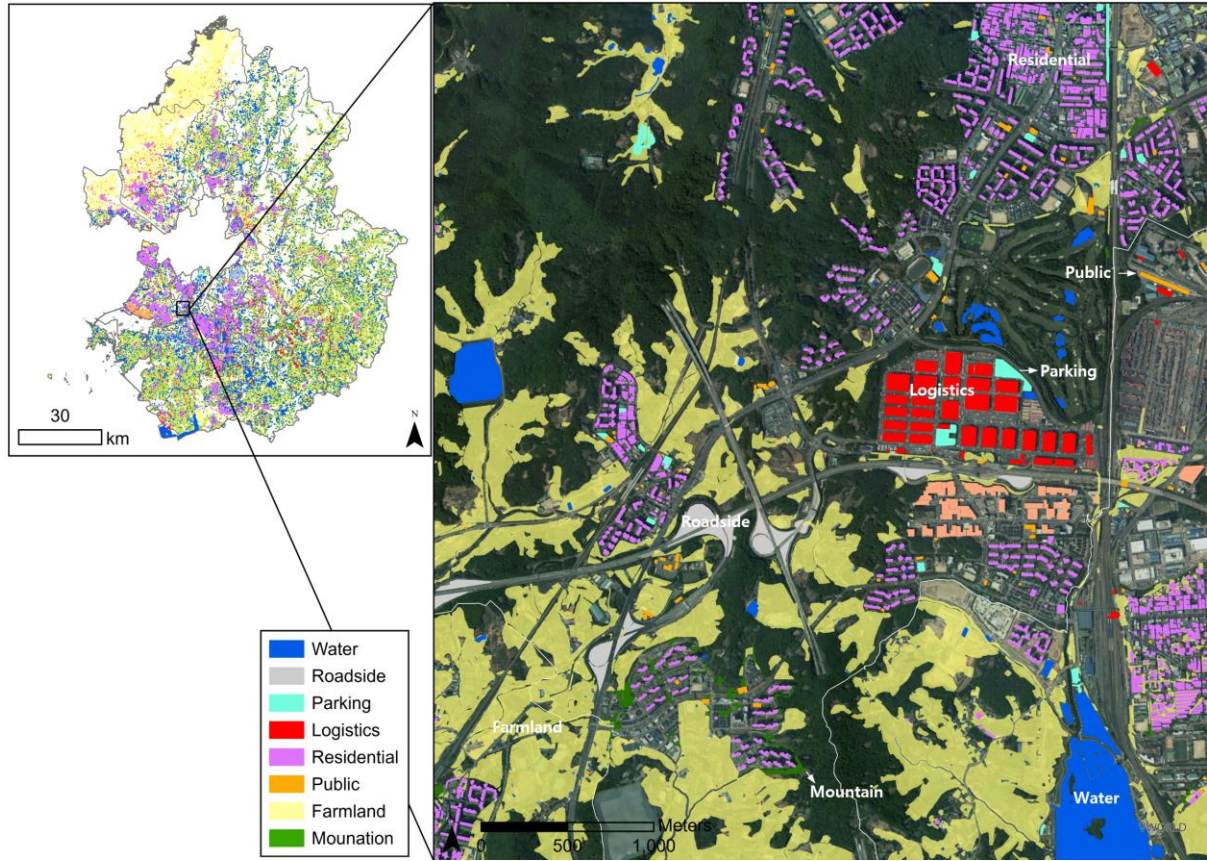 N
30
km
Water
Roadside
Parking
Logistics
Residential
Public
Farmland
Mounation
Residential
Public
Parking
Logistics
Roadside
Farmland
Mountain
Water
Meters
0 500 1,000